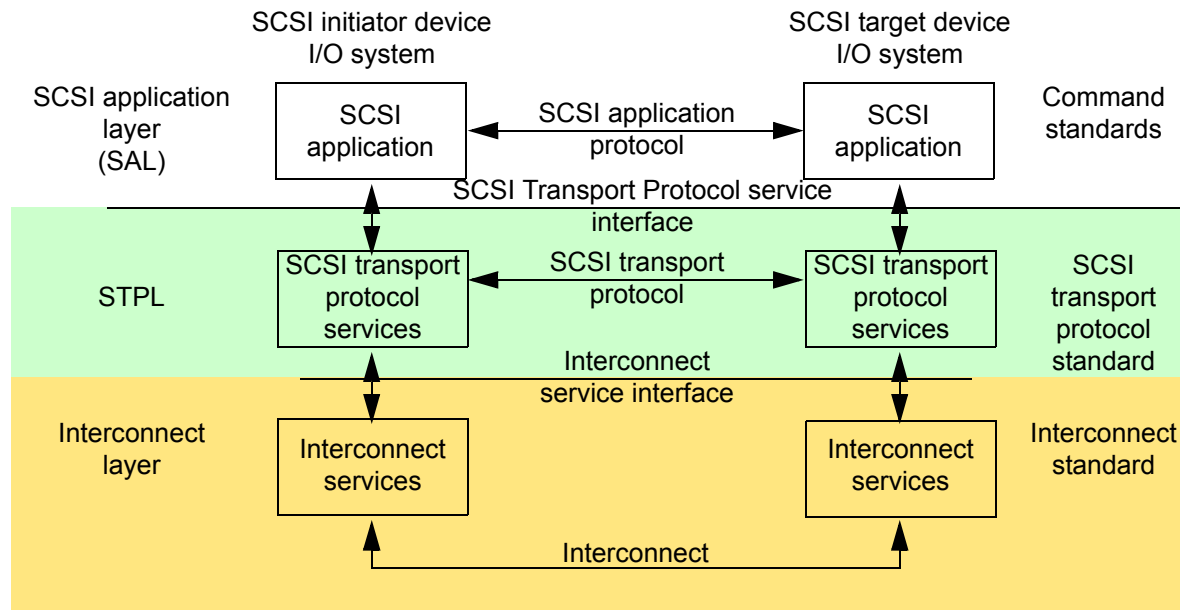 SCSI initiator device
I/O system
SCSI target device
I/O system
SCSI application
layer
(SAL)
SCSI
application
SCSI application
protocol
SCSI
application
Command
standards
SCSI Transport Protocol service
interface
STPL
SCSI transport
protocol
services
SCSI transport
protocol
SCSI transport
protocol
services
SCSI
transport
protocol
standard
Interconnect
service interface
Interconnect
layer
Interconnect
services
Interconnect
services
Interconnect
standard
Interconnect